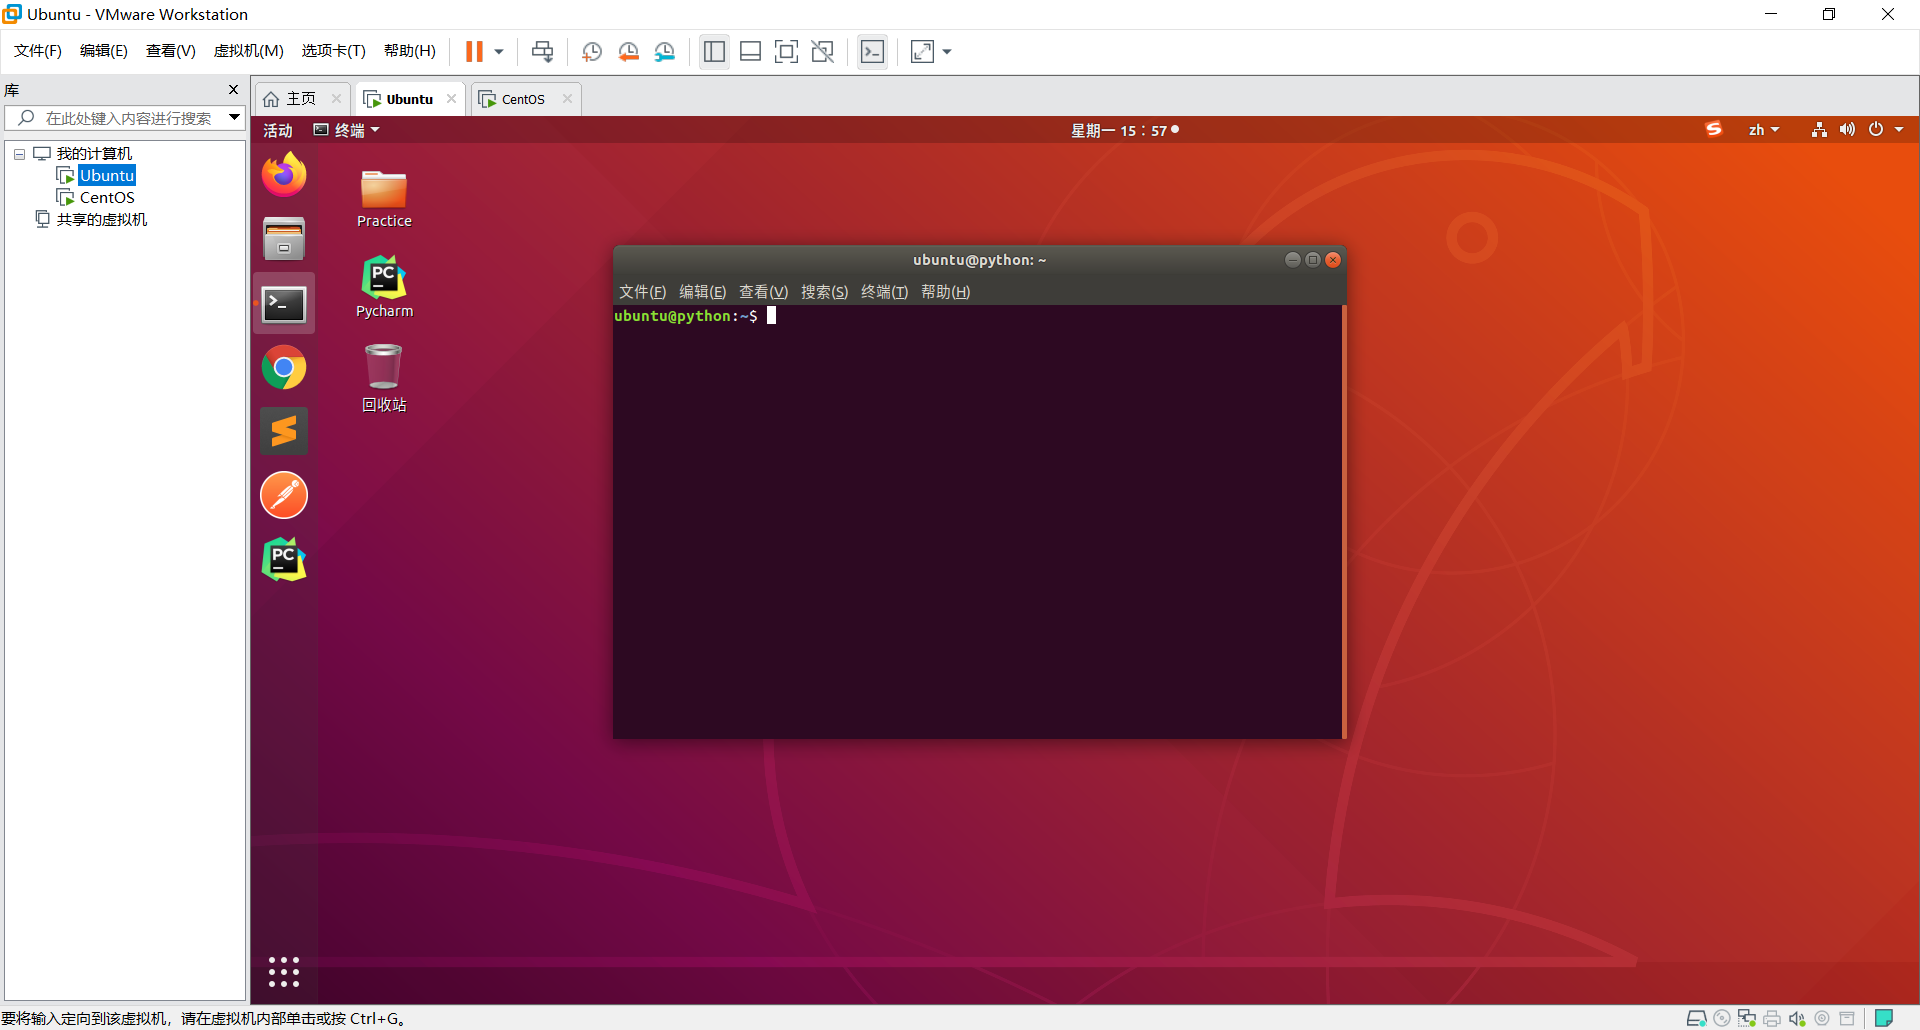 Ubuntu - VMware Workstation
文件(F) 编辑(E) 查看(V) 虚拟机(M) 选项卡(T) 帮助(H)
库
在此处键入内容进行搜索
我的计算机
Ubuntu
CentOS
共享的虚拟机
主页 Ubuntu CentOS
活动 终端 星期一 15：57 zh
Practice
PC
Pycharm
回收站
PC
ubuntu@python: ~
文件(F) 编辑(E) 查看(V) 搜索(S) 终端(T) 帮助(H)
ubuntu@python:~$
要将输入定向到该虚拟机，请在虚拟机内部单击或按 Ctrl+G。